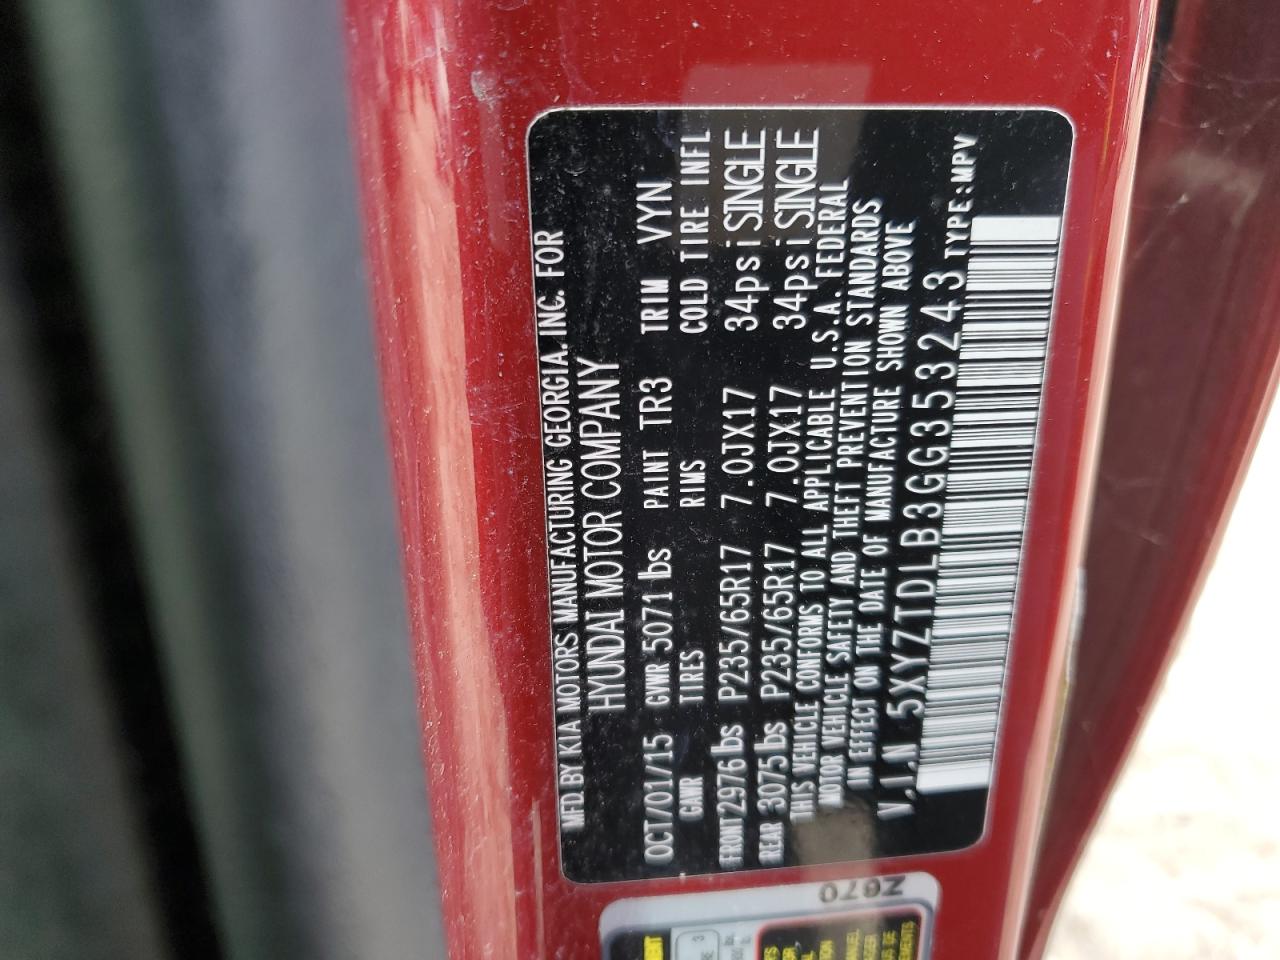 MFD BY KIA MOTORS MANUFACTURING GEORGIA. INC. FOR
HYUNDAI MOTOR COMPANY
OCT/01/15 GVWR 5071 lbs PAINT TR3 TRIM VYN
GAWR TIRES RIMS COLD TIRE INFL
FRONT 2976 lbs P235/65R17 7.0JX17 34psi SINGLE
REAR 3075 lbs P235/65R17 7.0JX17 34psi SINGLE
THIS VEHICLE CONFORMS TO ALL APPLICABLE U.S.A. FEDERAL
MOTOR VEHICLE SAFETY AND THEFT PREVENTION STANDARDS
IN EFFECT ON THE DATE OF MANUFACTURE SHOWN ABOVE
V.I.N 5XYZTDLB3GG353243 TYPE:MPV
Z670
3